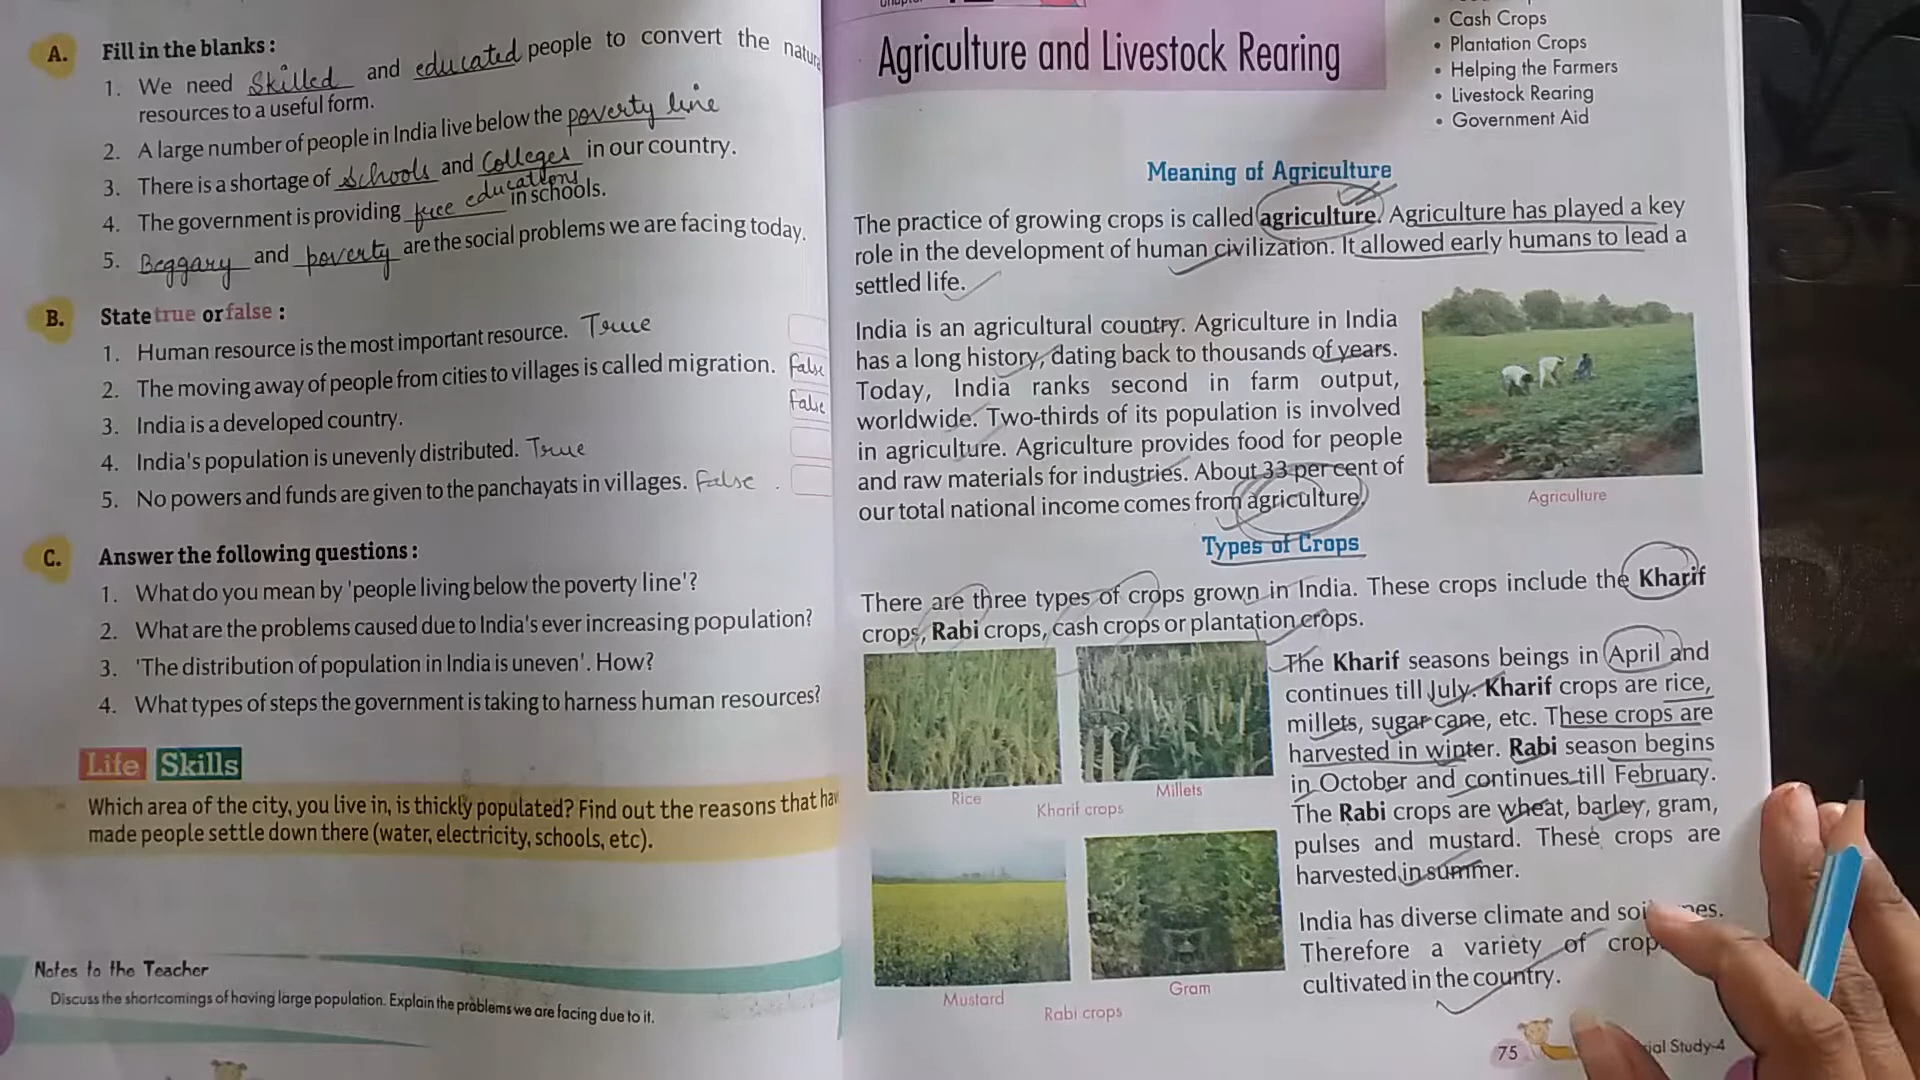 A. Fill in the blanks :
1. We need Skilled and educated people to convert the
resources to a useful form.
2. A large number of people in India live below the poverty line
3. There is a shortage of schools and Colleges in our country.
4. The government is providing free educations in schools.
5. Beggary and poverty are the social problems we are facing today.
B. State true or false :
1. Human resource is the most important resource. True
2. The moving away of people from cities to villages is called migration. false
3. India is a developed country. false
4. India's population is unevenly distributed. True
5. No powers and funds are given to the panchayats in villages. False .
C. Answer the following questions :
1. What do you mean by 'people living below the poverty line'?
2. What are the problems caused due to India's ever increasing population?
3. 'The distribution of population in India is uneven'. How?
4. What types of steps the government is taking to harness human resources?
Life Skills
Which area of the city, you live in, is thickly populated? Find out the reasons that
made people settle down there (water, electricity, schools, etc).
Notes to the Teacher
Discuss the shortcomings of having large population. Explain the problems we are facing due to it.
Agriculture and Livestock Rearing
• Cash Crops
• Plantation Crops
• Helping the Farmers
• Livestock Rearing
• Government Aid
Meaning of Agriculture
The practice of growing crops is called agriculture. Agriculture has played a key
role in the development of human civilization. It allowed early humans to lead a
settled life.
India is an agricultural country. Agriculture in India
has a long history, dating back to thousands of years.
Today, India ranks second in farm output,
worldwide. Two-thirds of its population is involved
in agriculture. Agriculture provides food for people
and raw materials for industries. About 33 per cent of
our total national income comes from agriculture.
Agriculture
Types of Crops
There are three types of crops grown in India. These crops include the Kharif
crops, Rabi crops, cash crops or plantation crops.
The Kharif seasons beings in April and
continues till July. Kharif crops are rice,
millets, sugar cane, etc. These crops are
harvested in winter. Rabi season begins
in October and continues till February.
The Rabi crops are wheat, barley, gram,
pulses and mustard. These crops are
harvested in summer.
Rice
Millets
Kharif crops
Mustard
Gram
Rabi crops
India has diverse climate and
Therefore a variety of
cultivated in the country.
75
Study-4